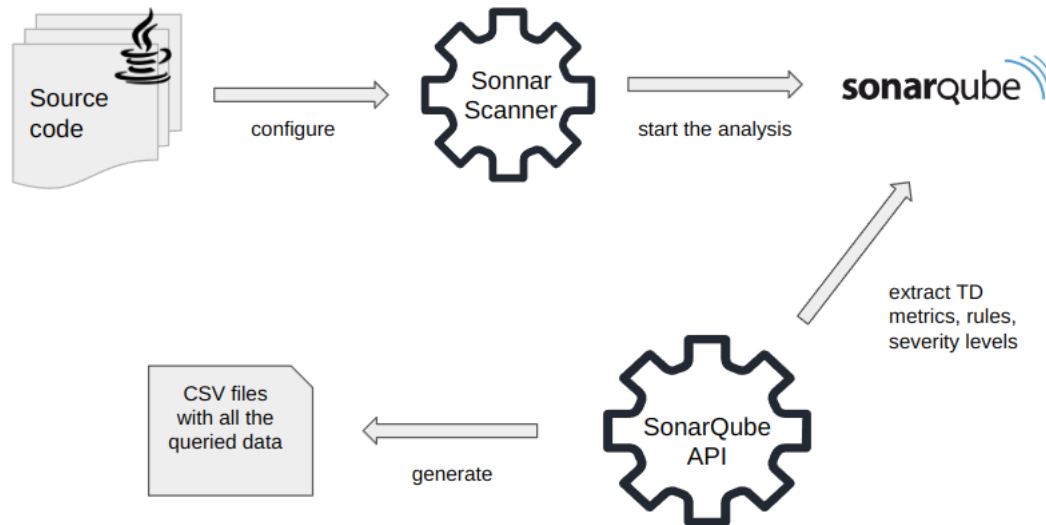 Source
code
configure
Sonnar
Scanner
start the analysis
sonarqube
extract TD
metrics, rules,
severity levels
SonarQube
API
generate
CSV files
with all the
queried data